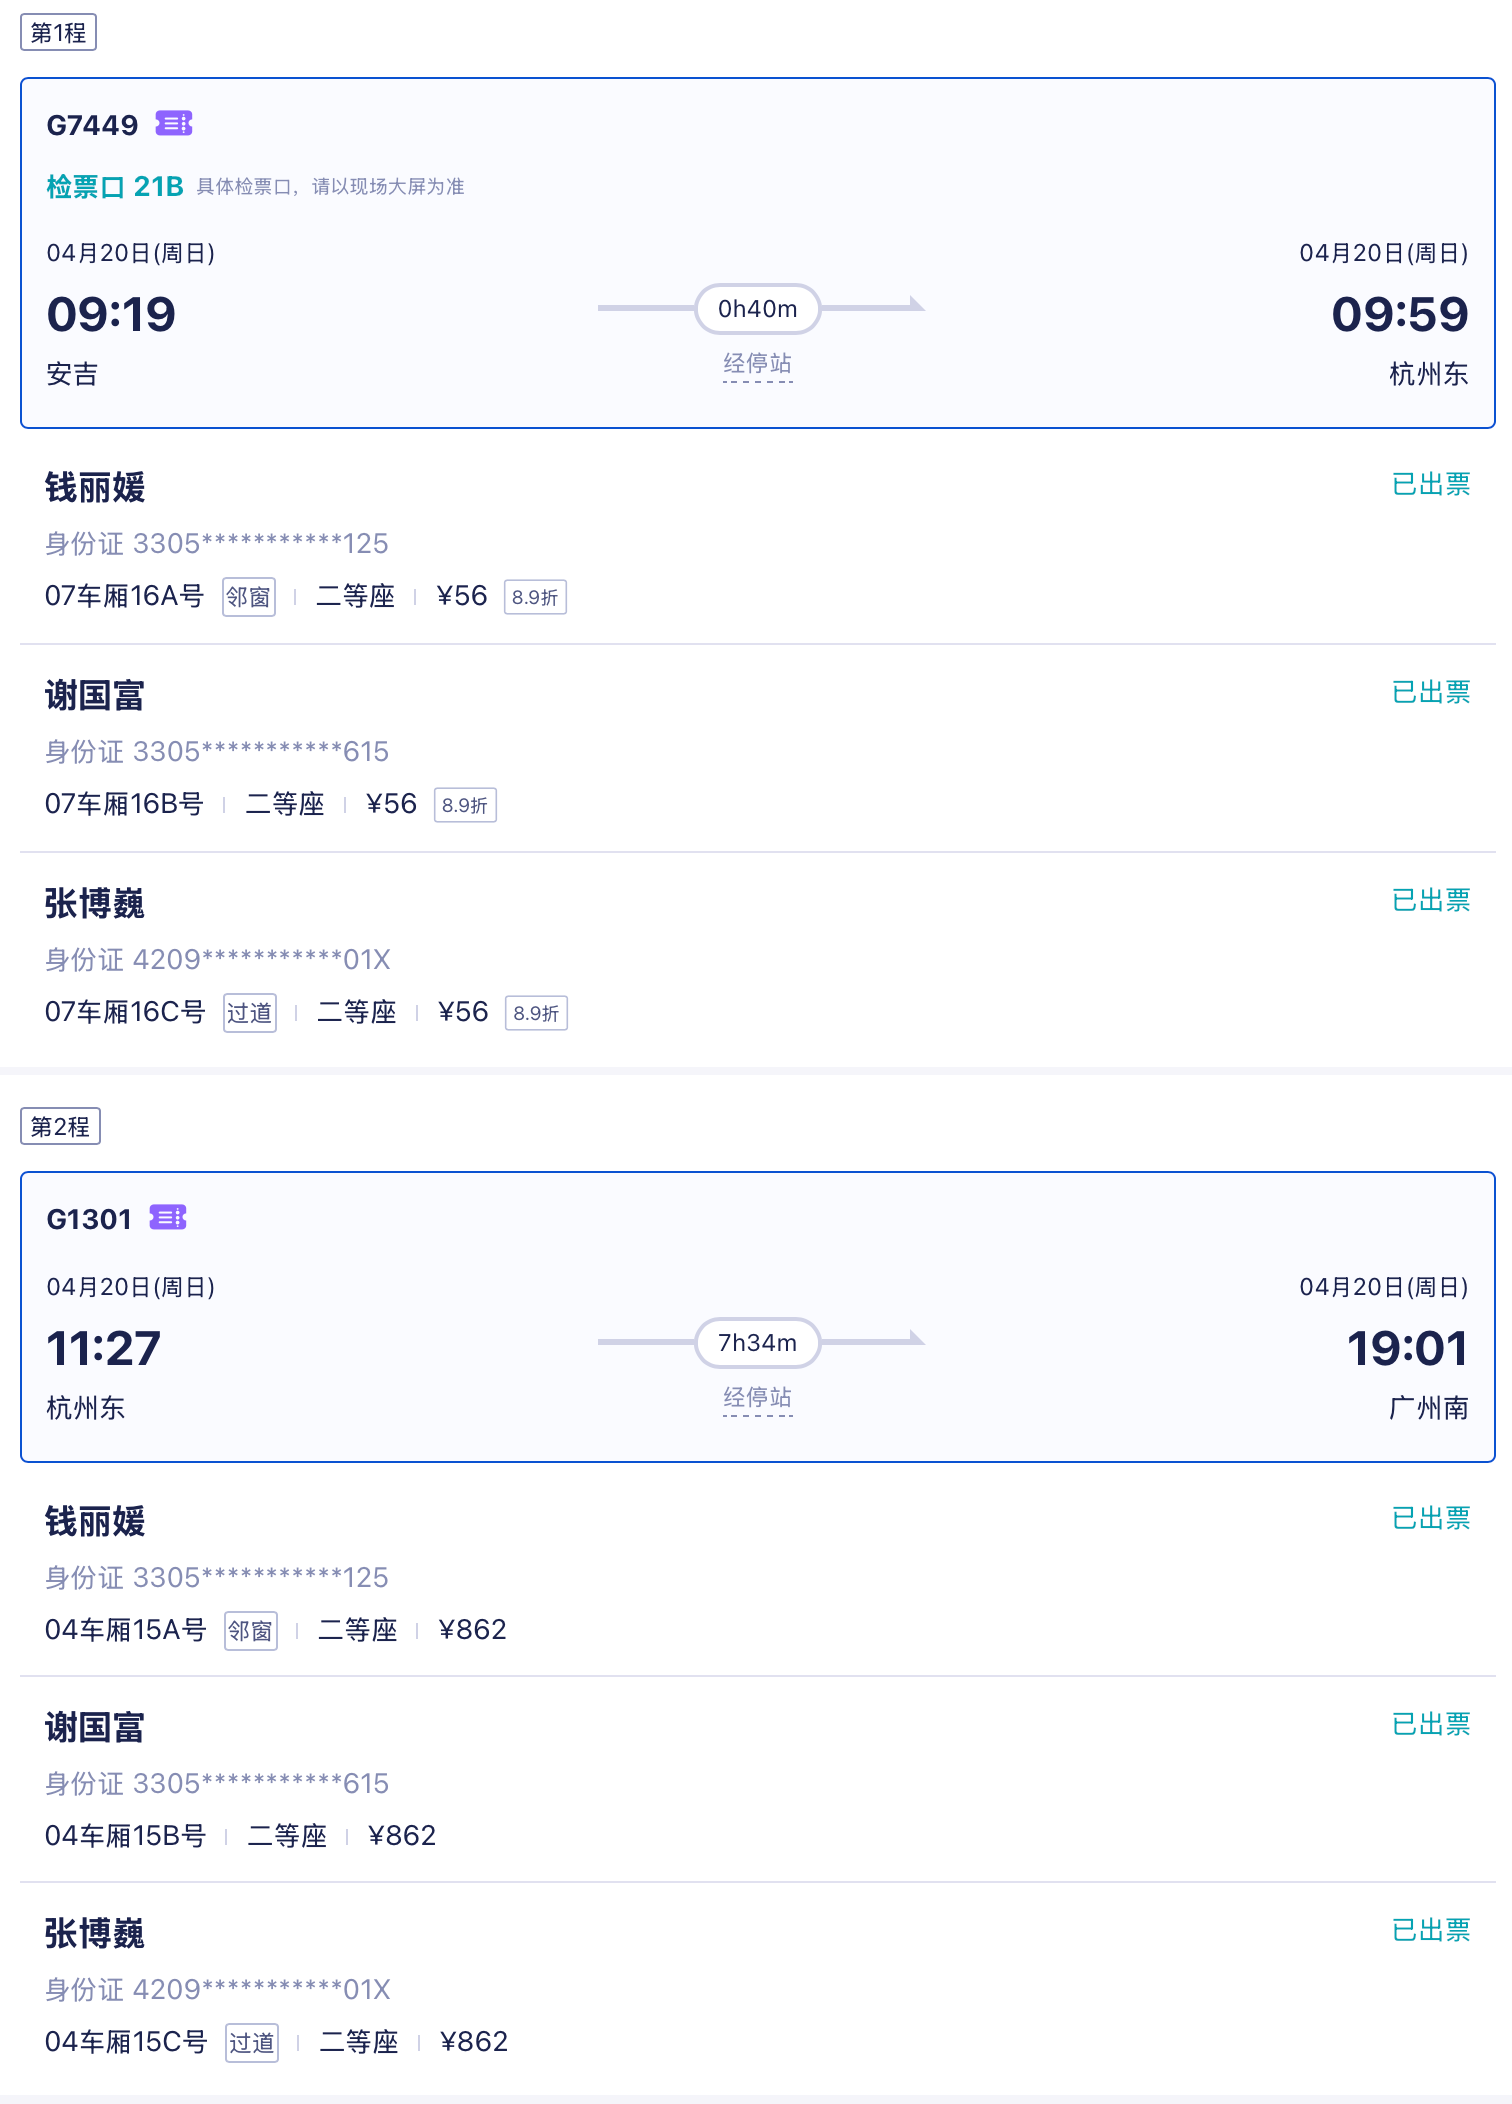 第1程
G7449
检票口 21B 具体检票口，请以现场大屏为准
04月20日(周日) 04月20日(周日)
09:19 0h40m 09:59
安吉 经停站 杭州东
钱丽媛 已出票
身份证 3305***********125
07车厢16A号 邻窗 二等座 ¥56 8.9折
谢国富 已出票
身份证 3305***********615
07车厢16B号 二等座 ¥56 8.9折
张博巍 已出票
身份证 4209***********01X
07车厢16C号 过道 二等座 ¥56 8.9折
第2程
G1301
04月20日(周日) 04月20日(周日)
11:27 7h34m 19:01
杭州东 经停站 广州南
钱丽媛 已出票
身份证 3305***********125
04车厢15A号 邻窗 二等座 ¥862
谢国富 已出票
身份证 3305***********615
04车厢15B号 二等座 ¥862
张博巍 已出票
身份证 4209***********01X
04车厢15C号 过道 二等座 ¥862